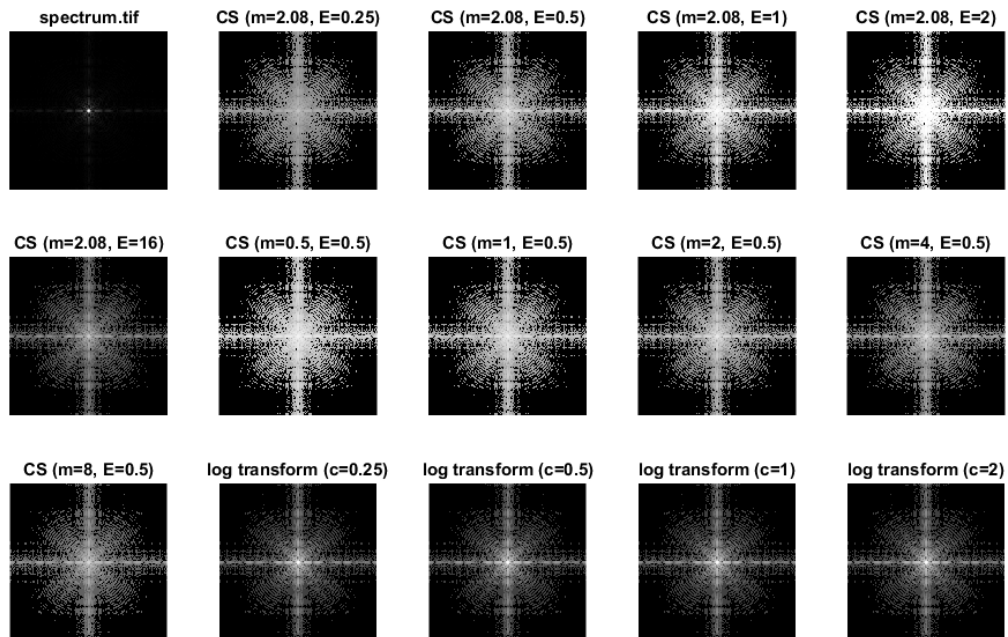 spectrum.tif
CS (m=2.08, E=0.25)
CS (m=2.08, E=0.5)
CS (m=2.08, E=1)
CS (m=2.08, E=2)
CS (m=2.08, E=16)
CS (m=0.5, E=0.5)
CS (m=1, E=0.5)
CS (m=2, E=0.5)
CS (m=4, E=0.5)
CS (m=8, E=0.5)
log transform (c=0.25)
log transform (c=0.5)
log transform (c=1)
log transform (c=2)